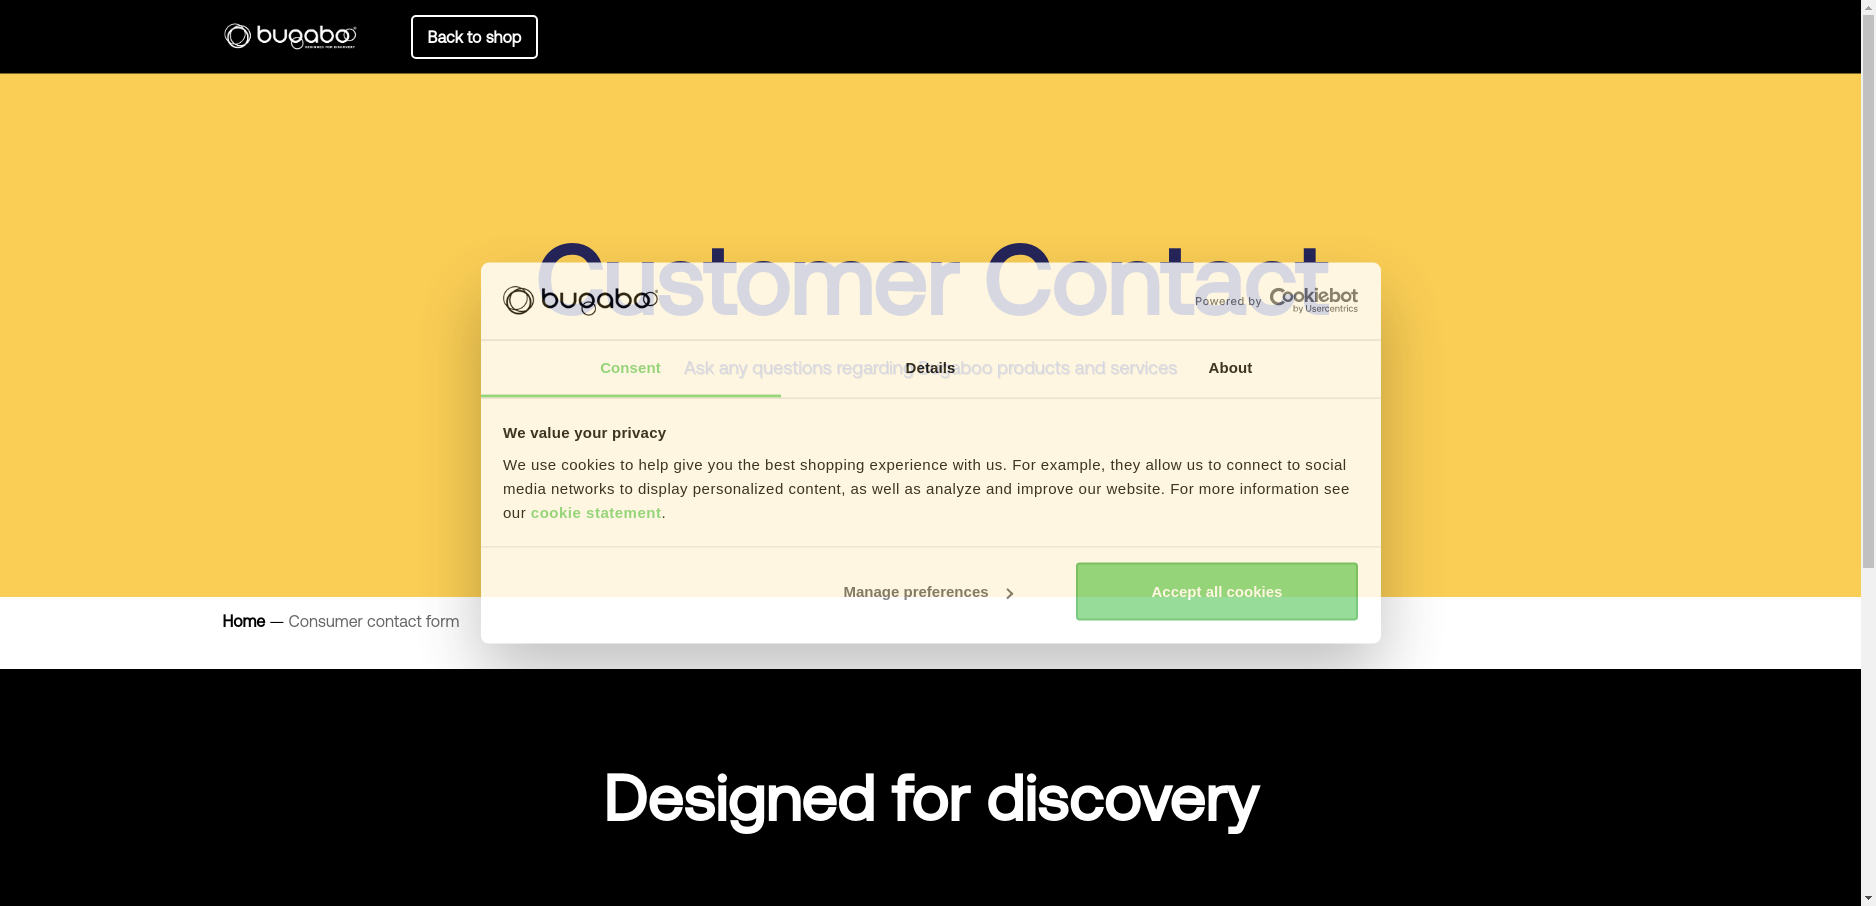 bugaboo
DESIGNED FOR DISCOVERY
Back to shop
Customer Contact
bugaboo
Powered by Cookiebot
by Usercentrics
Consent
Details
About
Ask any questions regarding Bugaboo products and services
We value your privacy
We use cookies to help give you the best shopping experience with us. For example, they allow us to connect to social
media networks to display personalized content, as well as analyze and improve our website. For more information see
our cookie statement.
Manage preferences
Accept all cookies
Home — Consumer contact form
Designed for discovery